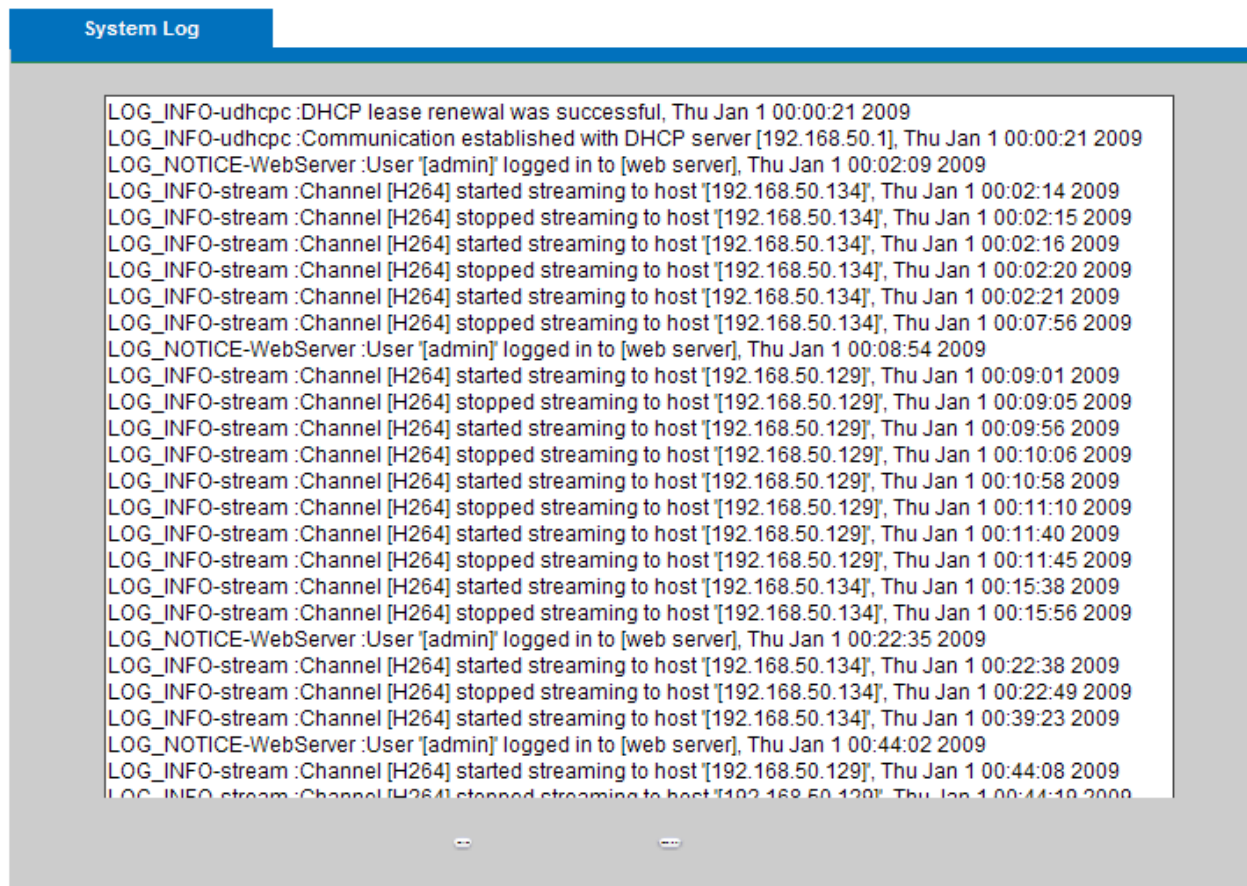 System Log
LOG_INFO-udhcpc :DHCP lease renewal was successful, Thu Jan 1 00:00:21 2009
LOG_INFO-udhcpc :Communication established with DHCP server [192.168.50.1], Thu Jan 1 00:00:21 2009
LOG_NOTICE-WebServer :User '[admin]' logged in to [web server], Thu Jan 1 00:02:09 2009
LOG_INFO-stream :Channel [H264] started streaming to host '[192.168.50.134]', Thu Jan 1 00:02:14 2009
LOG_INFO-stream :Channel [H264] stopped streaming to host '[192.168.50.134]', Thu Jan 1 00:02:15 2009
LOG_INFO-stream :Channel [H264] started streaming to host '[192.168.50.134]', Thu Jan 1 00:02:16 2009
LOG_INFO-stream :Channel [H264] stopped streaming to host '[192.168.50.134]', Thu Jan 1 00:02:20 2009
LOG_INFO-stream :Channel [H264] started streaming to host '[192.168.50.134]', Thu Jan 1 00:02:21 2009
LOG_INFO-stream :Channel [H264] stopped streaming to host '[192.168.50.134]', Thu Jan 1 00:07:56 2009
LOG_NOTICE-WebServer :User '[admin]' logged in to [web server], Thu Jan 1 00:08:54 2009
LOG_INFO-stream :Channel [H264] started streaming to host '[192.168.50.129]', Thu Jan 1 00:09:01 2009
LOG_INFO-stream :Channel [H264] stopped streaming to host '[192.168.50.129]', Thu Jan 1 00:09:05 2009
LOG_INFO-stream :Channel [H264] started streaming to host '[192.168.50.129]', Thu Jan 1 00:09:56 2009
LOG_INFO-stream :Channel [H264] stopped streaming to host '[192.168.50.129]', Thu Jan 1 00:10:06 2009
LOG_INFO-stream :Channel [H264] started streaming to host '[192.168.50.129]', Thu Jan 1 00:10:58 2009
LOG_INFO-stream :Channel [H264] stopped streaming to host '[192.168.50.129]', Thu Jan 1 00:11:10 2009
LOG_INFO-stream :Channel [H264] started streaming to host '[192.168.50.129]', Thu Jan 1 00:11:40 2009
LOG_INFO-stream :Channel [H264] stopped streaming to host '[192.168.50.129]', Thu Jan 1 00:11:45 2009
LOG_INFO-stream :Channel [H264] started streaming to host '[192.168.50.134]', Thu Jan 1 00:15:38 2009
LOG_INFO-stream :Channel [H264] stopped streaming to host '[192.168.50.134]', Thu Jan 1 00:15:56 2009
LOG_NOTICE-WebServer :User '[admin]' logged in to [web server], Thu Jan 1 00:22:35 2009
LOG_INFO-stream :Channel [H264] started streaming to host '[192.168.50.134]', Thu Jan 1 00:22:38 2009
LOG_INFO-stream :Channel [H264] stopped streaming to host '[192.168.50.134]', Thu Jan 1 00:22:49 2009
LOG_INFO-stream :Channel [H264] started streaming to host '[192.168.50.134]', Thu Jan 1 00:39:23 2009
LOG_NOTICE-WebServer :User '[admin]' logged in to [web server], Thu Jan 1 00:44:02 2009
LOG_INFO-stream :Channel [H264] started streaming to host '[192.168.50.129]', Thu Jan 1 00:44:08 2009
LOG_INFO-stream :Channel [H264] stopped streaming to host '[192.168.50.129]', Thu Jan 1 00:44:19 2009